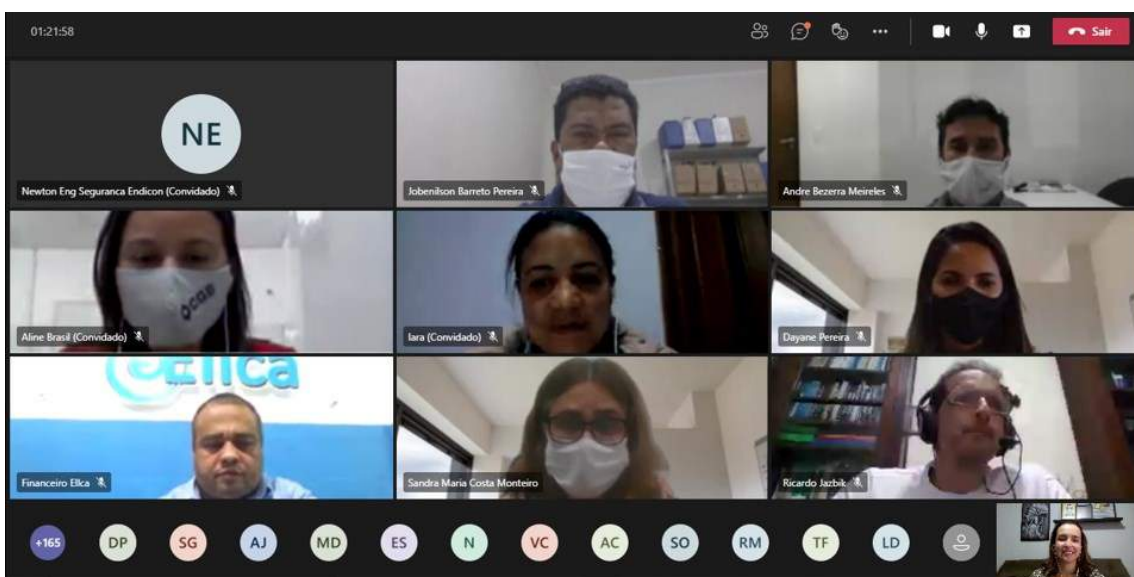 01:21:58
Sair
NE
Newton Eng Seguranca Endicon (Convidado)
Jobenilson Barreto Pereira
Andre Bezerra Meireles
OCQB
Aline Brasil (Convidado)
Iara (Convidado)
Dayane Pereira
Ellca
Financeiro Ellca
Sandra Maria Costa Monteiro
Ricardo Jazbik
+165
DP
SG
AJ
MD
ES
N
VC
AC
SO
RM
TF
LD